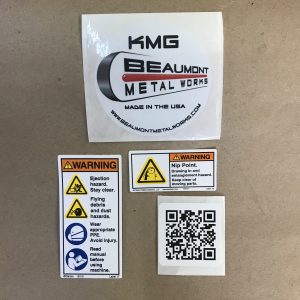 KMG
BEAUMONT
METAL WORKS
MADE IN THE USA
WWW.BEAUMONTMETALWORKS.COM
WARNING
Ejection
hazard.
Stay clear.
Flying
debris
and dust
hazards.
Wear
appropriate
PPE.
Avoid injury.
Read
manual
before
using
machine.
WARNING
Nip Point.
Drawing in and
entanglement hazard.
Keep clear of
moving parts.